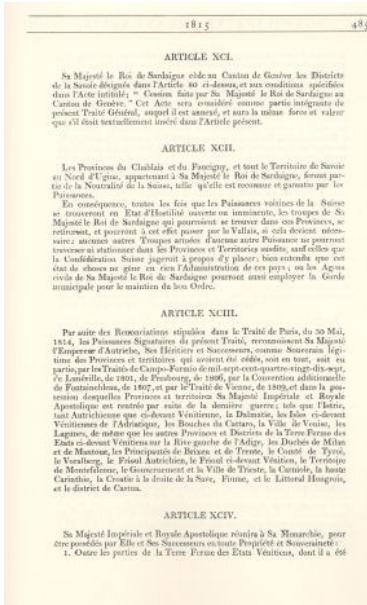 1815
485
ARTICLE XCI.
Sa Majesté le Roi de Sardaigne cède au Canton de Genève les Districts
de la Savoie désignés dans l'Article 80 ci-dessus, et aux conditions spécifiées
dans l'Acte intitulé; " Cession faite par Sa Majesté le Roi de Sardaigne au
Canton de Genève." Cet Acte sera considéré comme partie intégrante de
présent Traité Général, auquel il est annexé, et aura la même force et valeur
que s'il étoit textuellement inséré dans l'Article présent.
ARTICLE XCII.
Les Provinces du Chablais et du Faucigny, et tout le Territoire de Savoie
au Nord d'Ugine, appartenant à Sa Majesté le Roi de Sardaigne, feront par-
tie de la Neutralité de la Suisse, telle qu'elle est reconnue et garantie par les
Puissances.
En conséquence, toutes les fois que les Puissances voisines de la Suisse
se trouveront en Etat d'Hostilité ouverte ou imminente, les troupes de Sa
Majesté le Roi de Sardaigne qui pourroient se trouver dans ces Provinces, se
retireront, et pourront à cet effet passer par le Vallais, si cela devient néces-
saire; aucunes autres Troupes armées d'aucune autre Puissance ne pourront
traverser ni stationner dans les Provinces et Territoires susdits, sauf celles que
la Confédération Suisse jugeroit à propos d'y placer; bien entendu que cet
état de choses ne gêne en rien l'Administration de ces pays; ou les Agens
civils de Sa Majesté le Roi de Sardaigne pourront aussi employer la Garde
municipale pour le maintien du bon Ordre.
ARTICLE XCIII.
Par suite des Renonciations stipulées dans le Traité de Paris, du 30 Mai,
1814, les Puissances Signataires du présent Traité, reconnoissent Sa Majesté
l'Empereur d'Autriche, Ses Héritiers et Successeurs, comme Souverain légi-
time des Provinces et territoires qui avoient été cédés, soit en tout, soit en
partie, par les Traités de Campo-Formio de mil-sept-cent-quatre-vingt-dix-sept,
de Lunéville, de 1801, de Presbourg, de 1806, par la Convention additionnelle
de Fontainebleau, de 1807, et par le Traité de Vienne, de 1809, et dans la pos-
session desquelles Provinces et territoires Sa Majesté Impériale et Royale
Apostolique est rentrée par suite de la dernière guerre; tels que l'Istrie,
tant Autrichienne que ci-devant Vénitienne, la Dalmatie, les Isles ci-devant
Vénitiennes de l'Adriatique, les Bouches du Cattaro, la Ville de Venise, les
Lagunes, de même que les autres Provinces et Districts de la Terre Ferme des
Etats ci-devant Vénitiens sur la Rive gauche de l'Adige, les Duchés de Milan
et de Mantoue, les Principautés de Brixen et de Trente, le Comté de Tyrol,
le Vorarlberg, le Frioul Autrichien, le Frioul ci-devant Vénitien, le Territoire
de Montefalcone, le Gouvernement et la Ville de Trieste, la Carniole, la haute
Carinthie, la Croatie à la droite de la Save, Fiume, et le Littoral Hongrois,
et le district de Castua.
ARTICLE XCIV.
Sa Majesté Impériale et Royale Apostolique réunira à Sa Monarchie, pour
être possédés par Elle et Ses Successeurs en toute Propriété et Souveraineté :
1. Outre les parties de la Terre Ferme des Etats Vénitiens, dont il a été